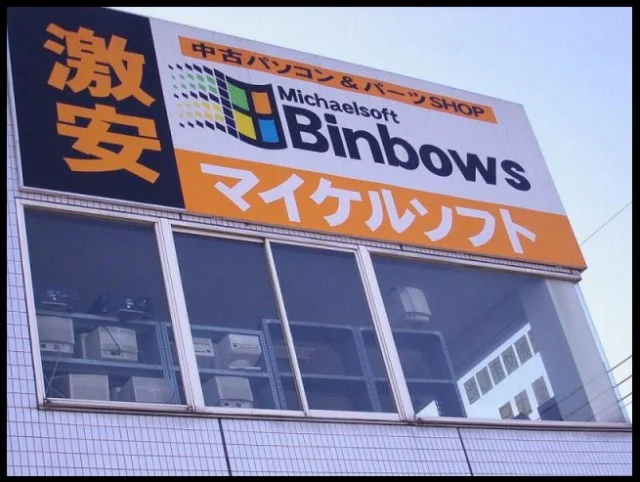 激安
中古パソコン&パーツSHOP
Michaelsoft
Binbows
マイケルソフト